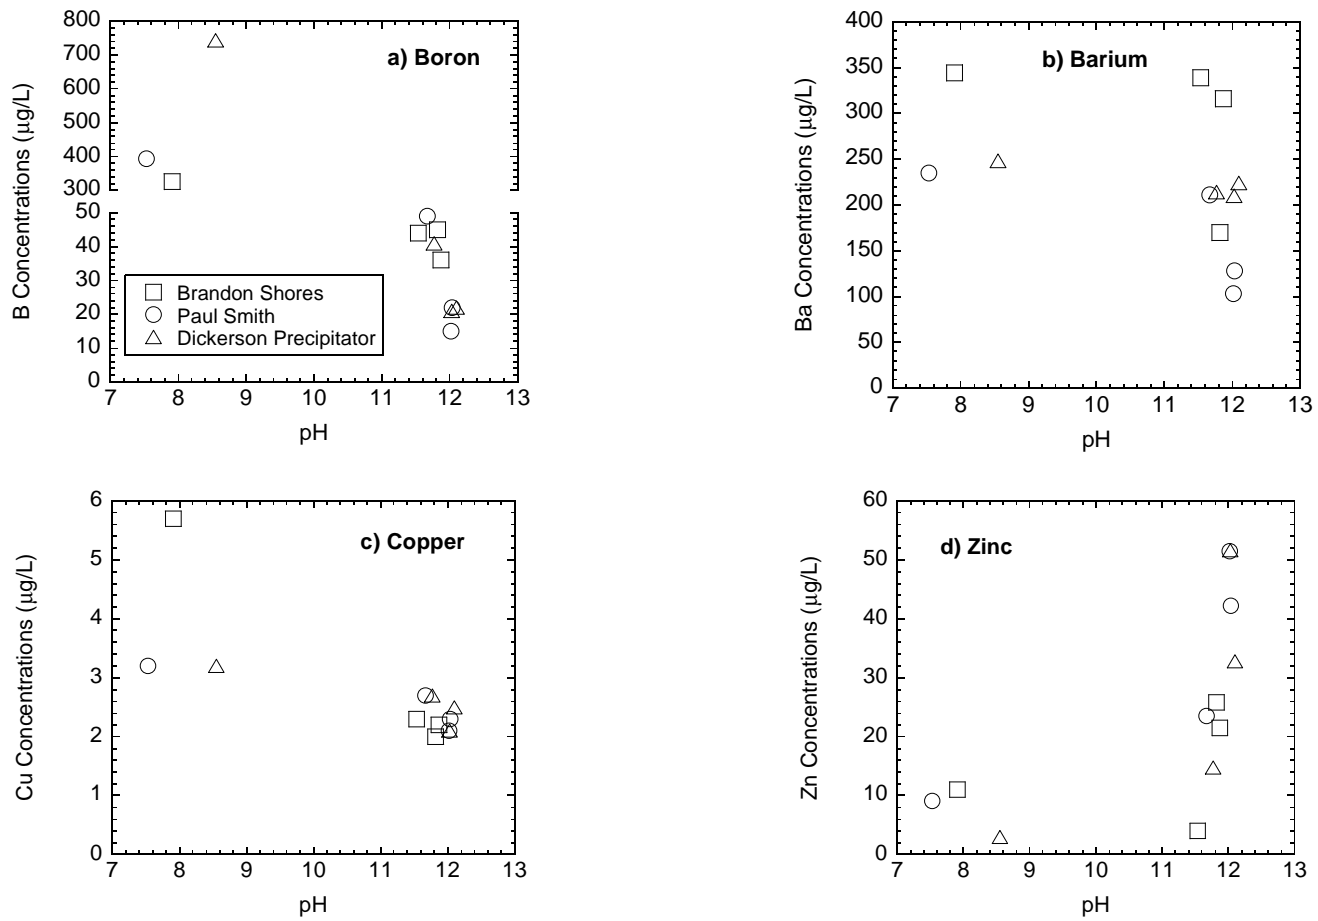 a) Boron
B Concentrations (µg/L)
800
700
600
500
400
300
50
40
30
20
10
0
Brandon Shores
Paul Smith
Dickerson Precipitator
7 8 9 10 11 12 13
pH
b) Barium
Ba Concentrations (µg/L)
400
350
300
250
200
150
100
50
0
7 8 9 10 11 12 13
pH
c) Copper
Cu Concentrations (µg/L)
6
5
4
3
2
1
0
7 8 9 10 11 12 13
pH
d) Zinc
Zn Concentrations (µg/L)
60
50
40
30
20
10
0
7 8 9 10 11 12 13
pH